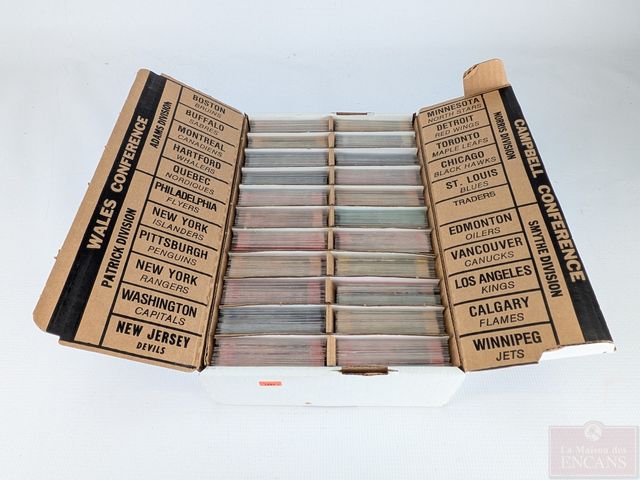 WALES CONFERENCE
ADAMS DIVISION
BOSTON
BRUINS
BUFFALO
SABRES
MONTREAL
CANADIENS
HARTFORD
WHALERS
QUEBEC
NORDIQUES
PATRICK DIVISION
PHILADELPHIA
FLYERS
NEW YORK
ISLANDERS
PITTSBURGH
PENGUINS
NEW YORK
RANGERS
WASHINGTON
CAPITALS
NEW JERSEY
DEVILS
CAMPBELL CONFERENCE
NORRIS DIVISION
MINNESOTA
NORTH STARS
DETROIT
RED WINGS
TORONTO
MAPLE LEAFS
CHICAGO
BLACK HAWKS
ST. LOUIS
BLUES
TRADERS
SMYTHE DIVISION
EDMONTON
OILERS
VANCOUVER
CANUCKS
LOS ANGELES
KINGS
CALGARY
FLAMES
WINNIPEG
JETS
La Maison des
ENCANS